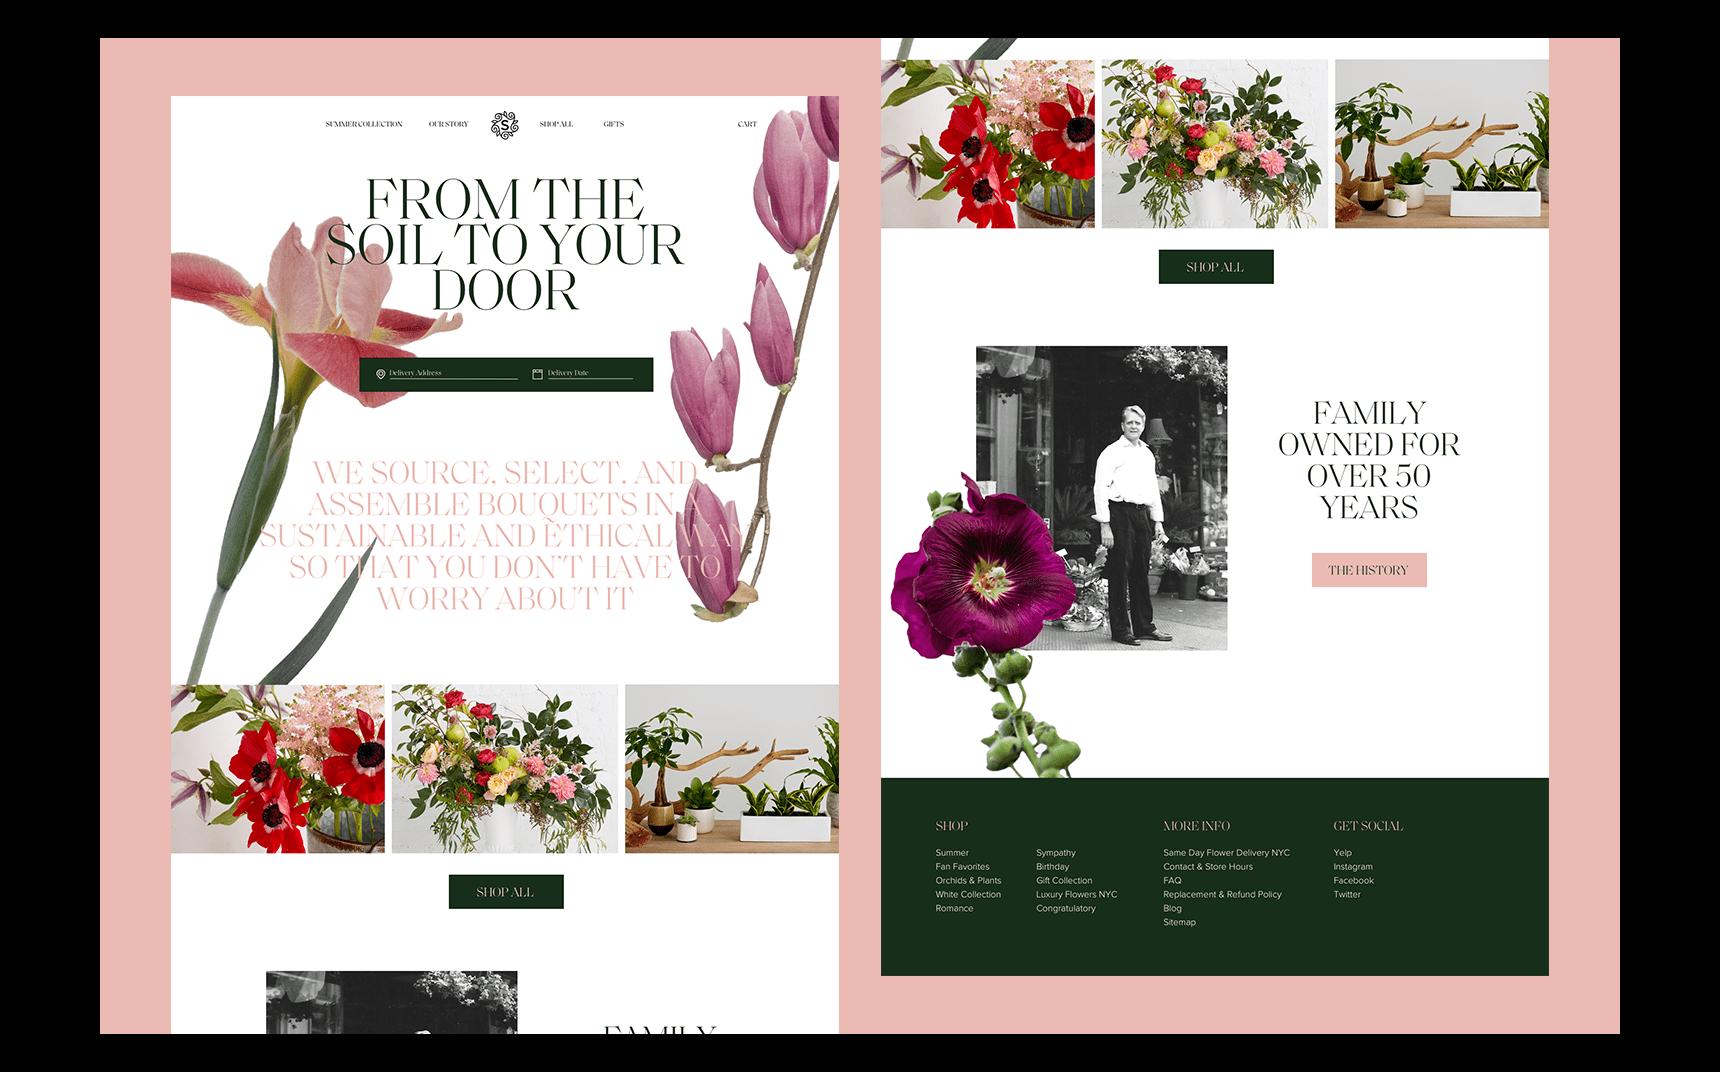 SUMMER COLLECTION
OUR STORY
S
SHOP ALL
GIFTS
CART
FROM THE
SOIL TO YOUR
DOOR
Delivery Address
Delivery Date
WE SOURCE, SELECT, AND
ASSEMBLE BOUQUETS IN A
SUSTAINABLE AND ETHICAL WAY
SO THAT YOU DON'T HAVE TO
WORRY ABOUT IT
SHOP ALL
FAMILY
SHOP ALL
FAMILY
OWNED FOR
OVER 50
YEARS
THE HISTORY
SHOP
Summer
Fan Favorites
Orchids & Plants
White Collection
Romance
Sympathy
Birthday
Gift Collection
Luxury Flowers NYC
Congratulatory
MORE INFO
Same Day Flower Delivery NYC
Contact & Store Hours
FAQ
Replacement & Refund Policy
Blog
Sitemap
GET SOCIAL
Yelp
Instagram
Facebook
Twitter